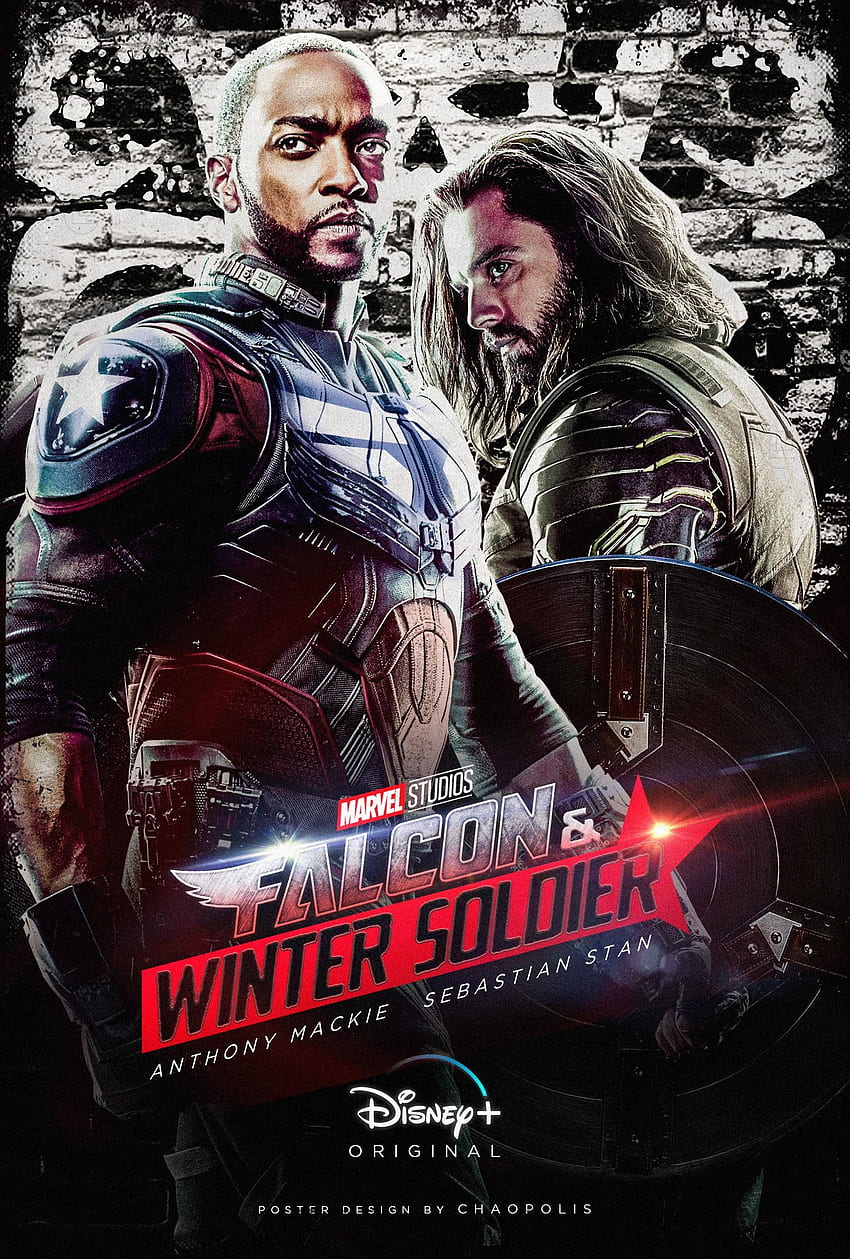 MARVEL STUDIOS
FALCON &
WINTER SOLDIER
ANTHONY MACKIE SEBASTIAN STAN
Disney+
ORIGINAL
POSTER DESIGN BY CHAOPOLIS